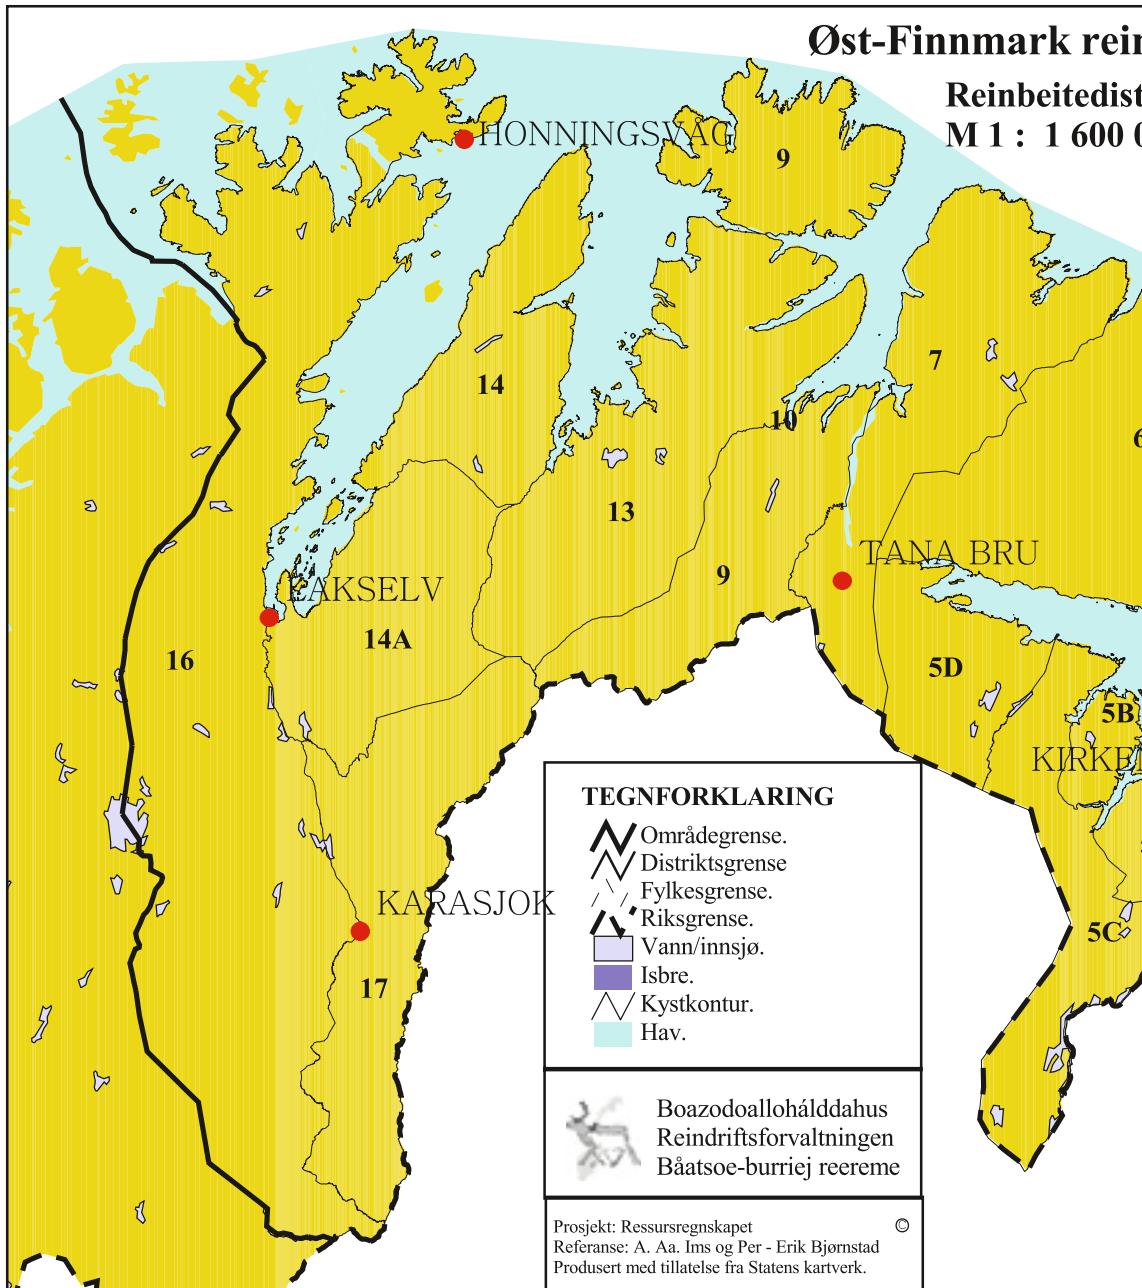 Øst-Finnmark rein
Reinbeitedist
M 1 : 1 600 0
HONNINGSVÅG
9
7
14
10
6
13
9
TANA BRU
LAKSELV
14A
16
5D
5B
KIRKE
TEGNFORKLARING
Områdegrense.
Distriktsgrense
Fylkesgrense.
Riksgrense.
Vann/innsjø.
Isbre.
Kystkontur.
Hav.
KARASJOK
5C
17
Boazodoallohálddahus
Reindriftsforvaltningen
Båatsoe-burriej reereme
Prosjekt: Ressursregnskapet ©
Referanse: A. Aa. Ims og Per - Erik Bjørnstad
Produsert med tillatelse fra Statens kartverk.